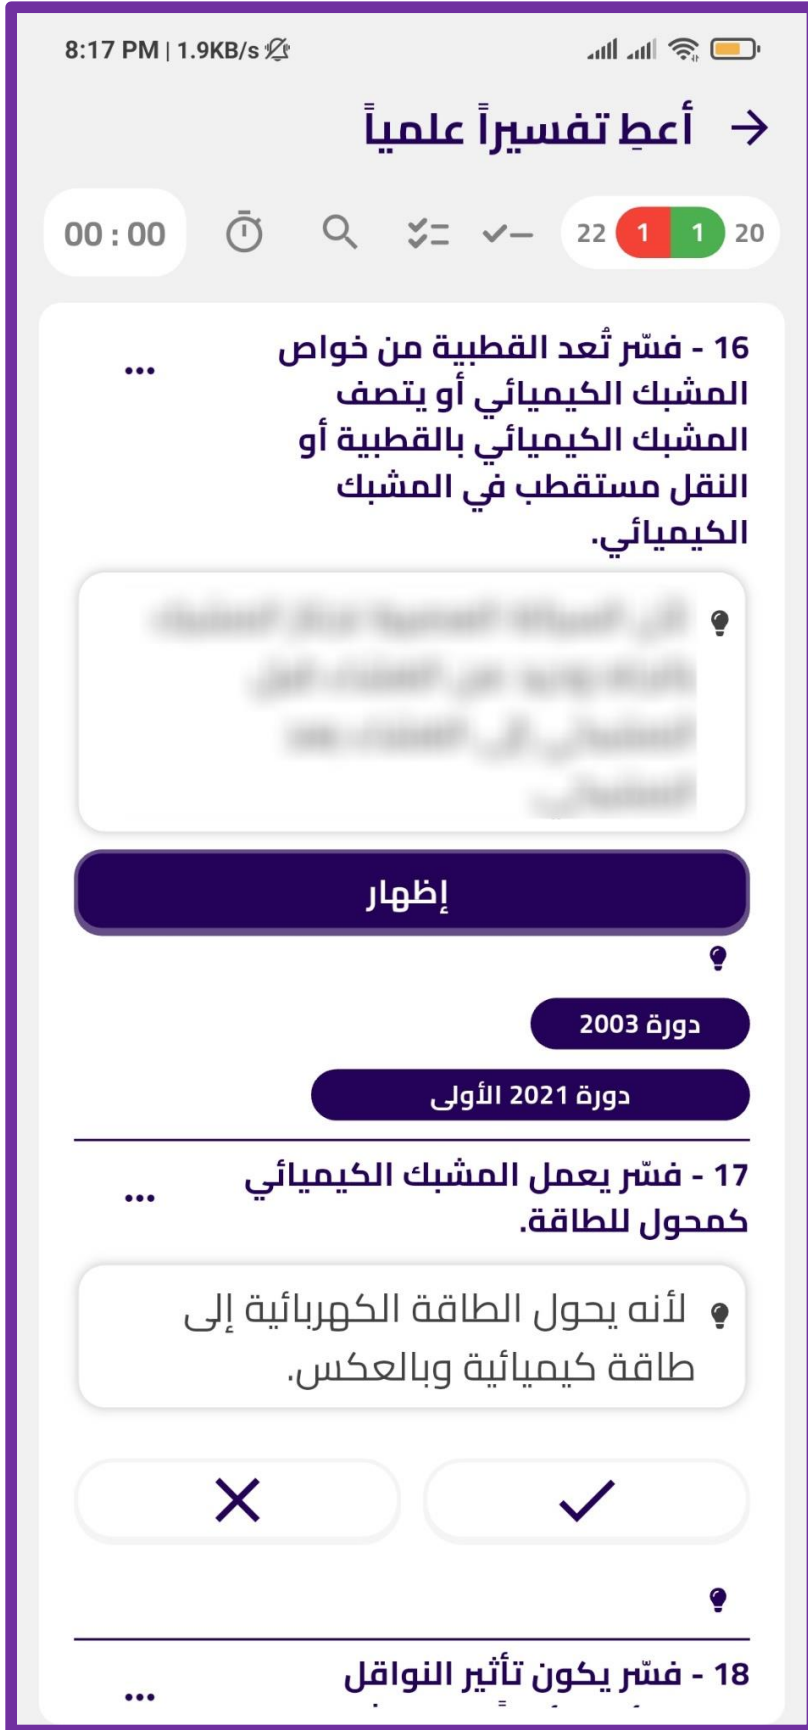 8:17 PM | 1.9KB/s
أعطِ تفسيراً علمياً
00 : 00
22 1 1 20
16 - فسّر تُعد القطبية من خواص
المشبك الكيميائي أو يتصف
المشبك الكيميائي بالقطبية أو
النقل مستقطب في المشبك
الكيميائي.
إظهار
دورة 2003
دورة 2021 الأولى
17 - فسّر يعمل المشبك الكيميائي
كمحول للطاقة.
لأنه يحول الطاقة الكهربائية إلى
طاقة كيميائية وبالعكس.
18 - فسّر يكون تأثير النواقل